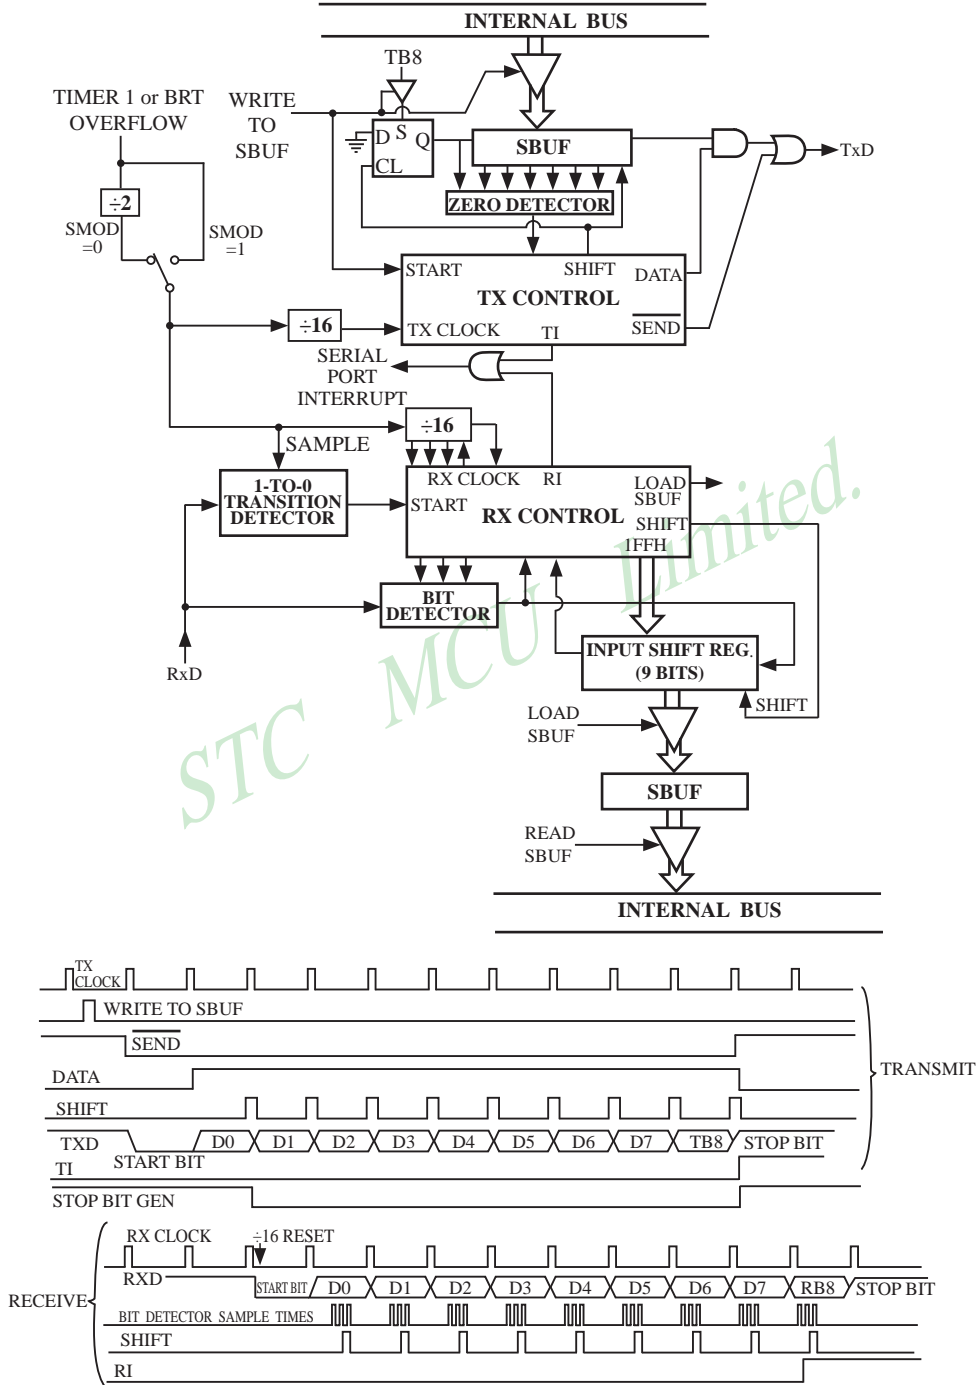 INTERNAL BUS
TB8
TIMER 1 or BRT
OVERFLOW
WRITE
TO
SBUF
D S Q
CL
SBUF
TxD
÷2
ZERO DETECTOR
SMOD
=0
SMOD
=1
START
SHIFT
DATA
TX CONTROL
÷16
TX CLOCK
TI
SEND
SERIAL
PORT
INTERRUPT
÷16
SAMPLE
1-TO-0
TRANSITION
DETECTOR
RX CLOCK
RI
LOAD
SBUF
START
RX CONTROL
SHIFT
1FFH
BIT
DETECTOR
RxD
INPUT SHIFT REG.
(9 BITS)
SHIFT
LOAD
SBUF
SBUF
READ
SBUF
INTERNAL BUS
STC MCU Limited.
TX
CLOCK
WRITE TO SBUF
SEND
TRANSMIT
DATA
SHIFT
TXD
START BIT
D0 D1 D2 D3 D4 D5 D6 D7 TB8 STOP BIT
TI
STOP BIT GEN
RX CLOCK
÷16 RESET
RXD
START BIT D0 D1 D2 D3 D4 D5 D6 D7 RB8 STOP BIT
RECEIVE
BIT DETECTOR SAMPLE TIMES
SHIFT
RI